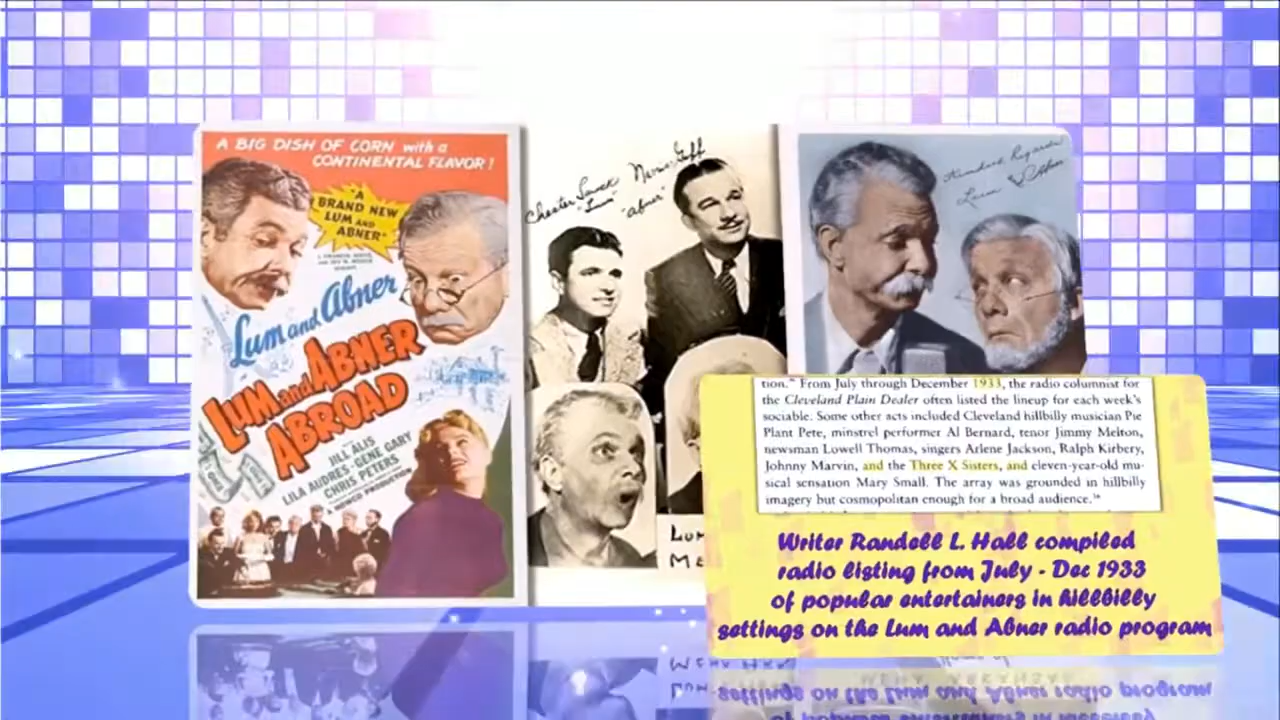 A BIG DISH OF CORN with a
CONTINENTAL FLAVOR!
"A
BRAND NEW
LUM AND
ABNER"
Lum and Abner
LUM and ABNER
ABROAD
JILL ALIS
LILA AUDRES · GENE GARY
CHRIS PETERS
Chester Lauck
"Lum"
Norris Goff
"Abner"
LUM
ME
Kindest Regards
Lum & Abner
tion." From July through December 1933, the radio columnist for
the Cleveland Plain Dealer often listed the lineup for each week's
sociable. Some other acts included Cleveland hillbilly musician Pie
Plant Pete, minstrel performer Al Bernard, tenor Jimmy Melton,
newsman Lowell Thomas, singers Arlene Jackson, Ralph Kirbery,
Johnny Marvin, and the Three X Sisters, and eleven-year-old mu-
sical sensation Mary Small. The array was grounded in hillbilly
imagery but cosmopolitan enough for a broad audience."
Writer Randell L. Hall compiled
radio listing from July - Dec 1933
of popular entertainers in hillbilly
settings on the Lum and Abner radio program